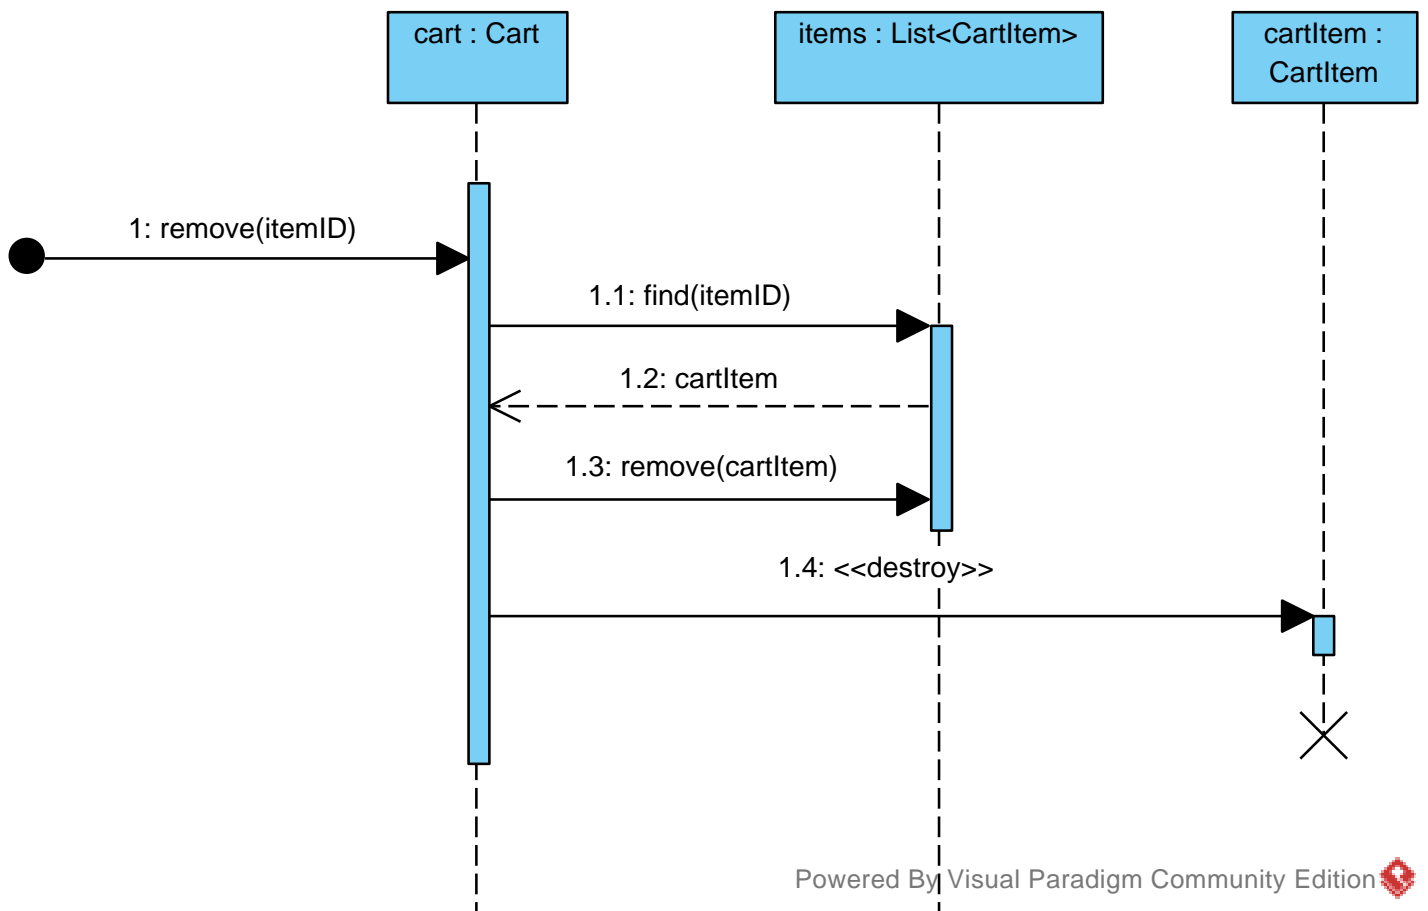 cart : Cart
items : List<CartItem>
cartItem :
CartItem
1: remove(itemID)
1.1: find(itemID)
1.2: cartItem
1.3: remove(cartItem)
1.4: <<destroy>>
Powered By Visual Paradigm Community Edition